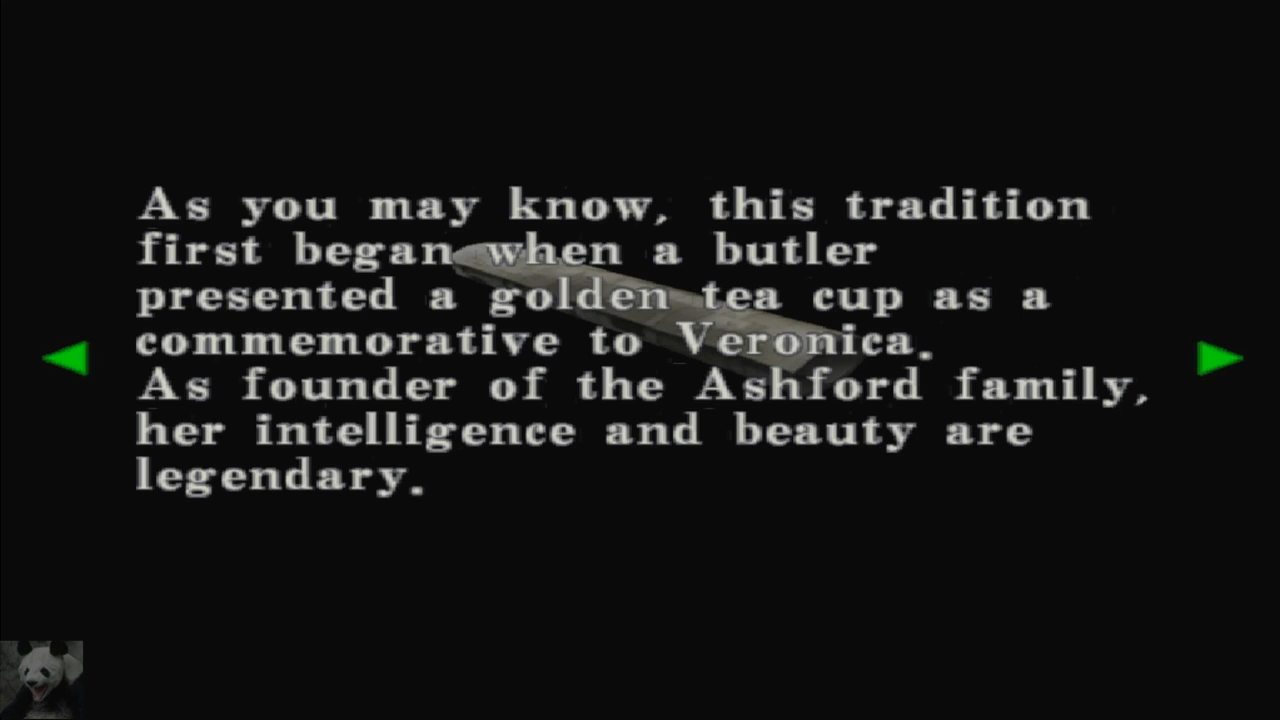 As you may know, this tradition
first began when a butler
presented a golden tea cup as a
commemorative to Veronica.
As founder of the Ashford family,
her intelligence and beauty are
legendary.